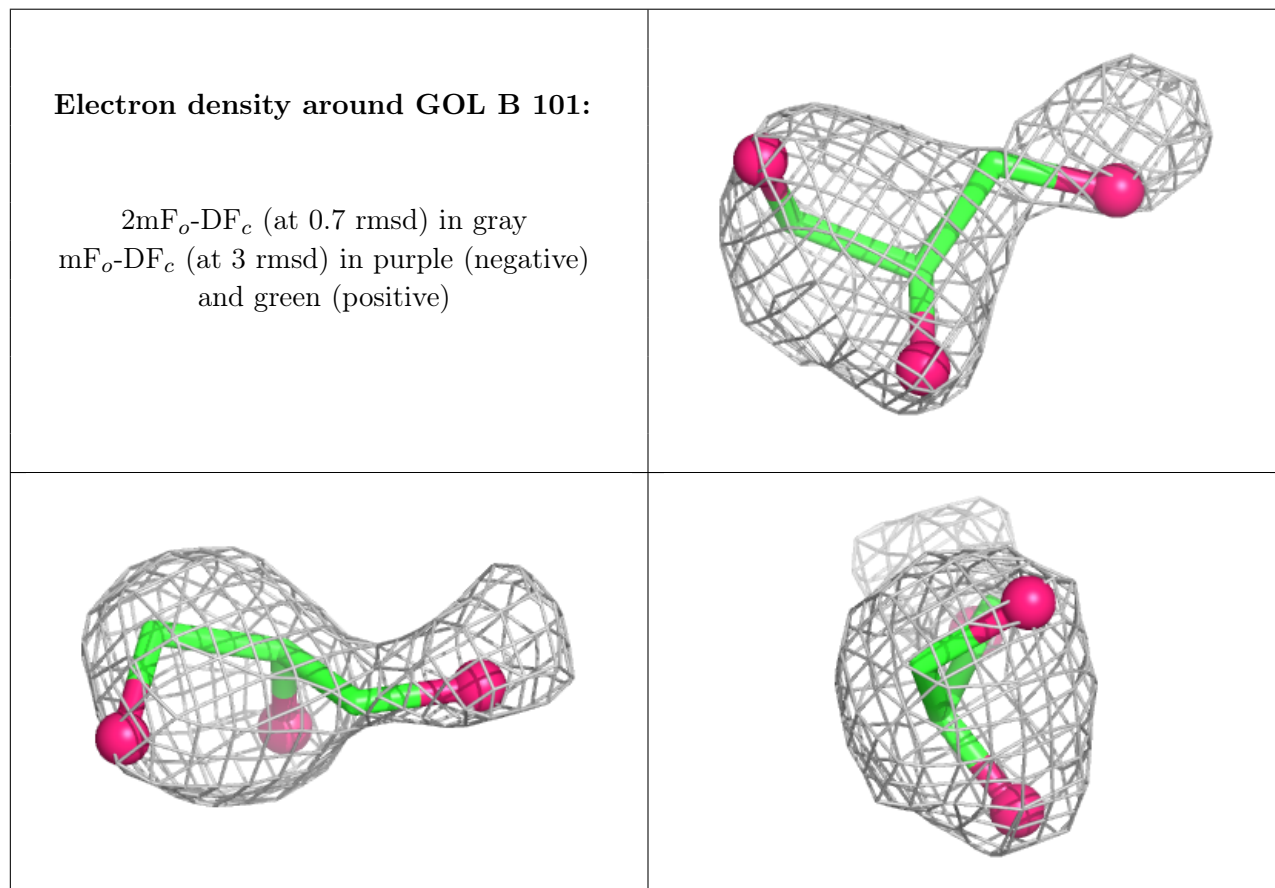 Electron density around GOL B 101:
2mFo-DFc (at 0.7 rmsd) in gray
mFo-DFc (at 3 rmsd) in purple (negative)
and green (positive)